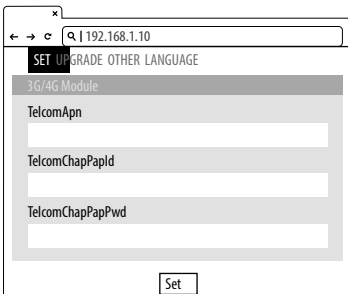 ×
192.168.1.10
SET UPGRADE OTHER LANGUAGE
3G/4G Module
TelcomApn
TelcomChapPapId
TelcomChapPapPwd
Set